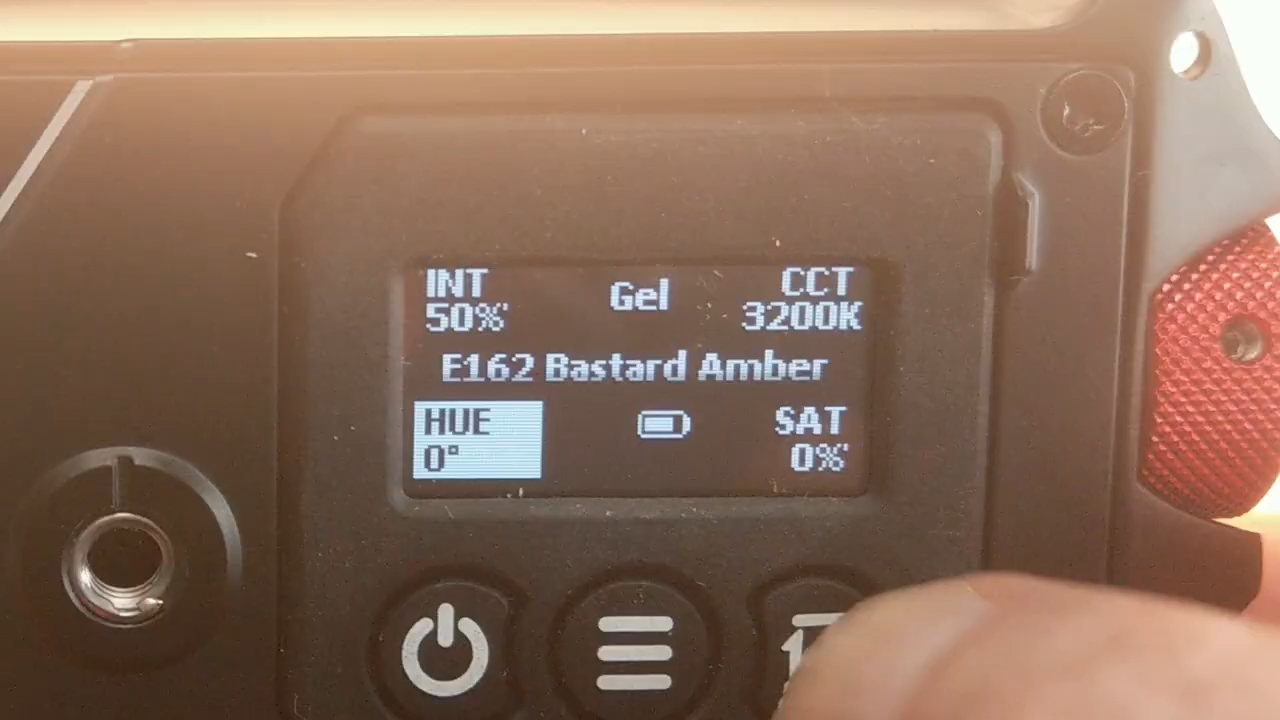 INT Gel CCT
50% 3200K
E162 Bastard Amber
HUE SAT
0° 0%